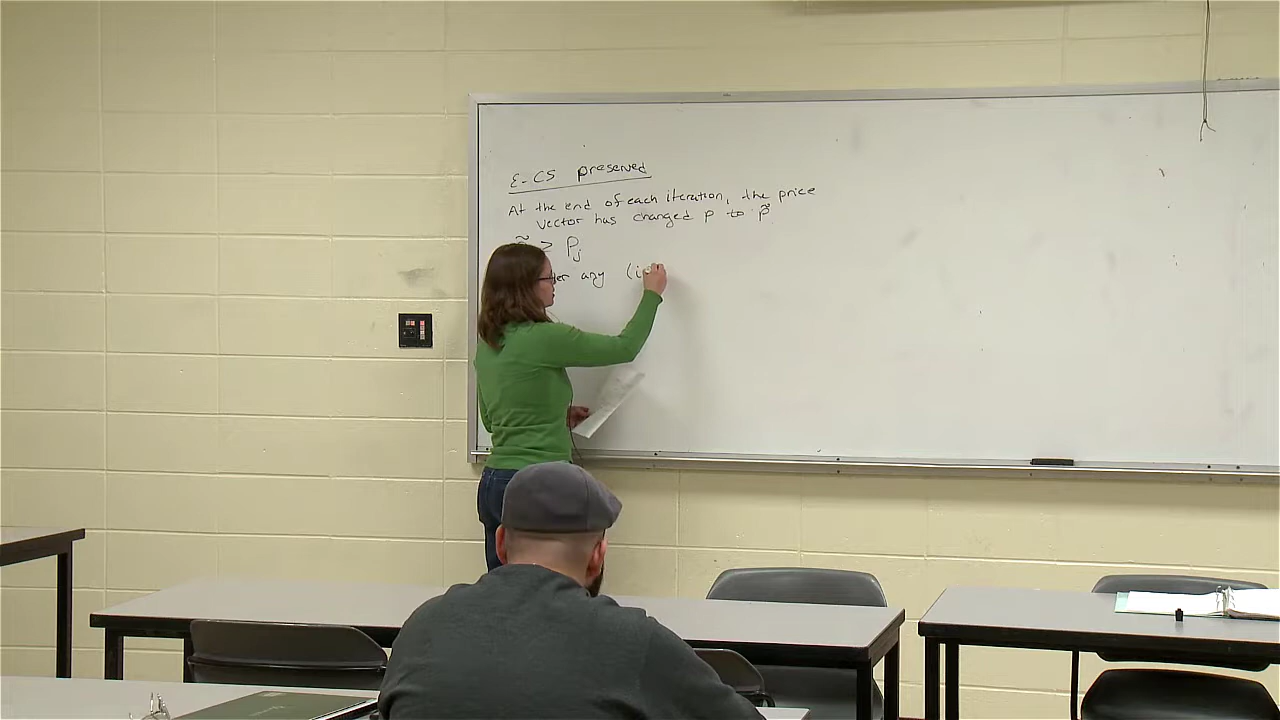 ε-CS preserved
At the end of each iteration, the price
vector has changed p to p̃.
≥ Pj
any (i